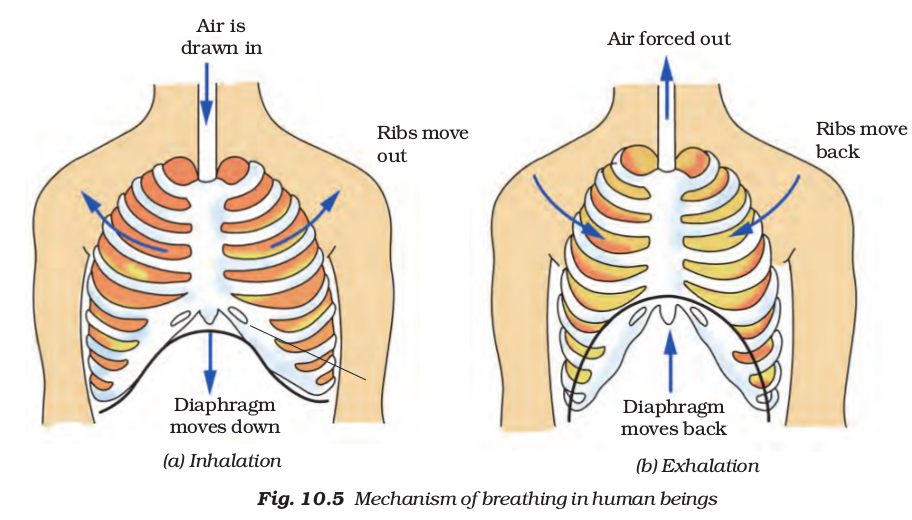 Air is
drawn in
Ribs move
out
Diaphragm
moves down
(a) Inhalation
Air forced out
Ribs move
back
Diaphragm
moves back
(b) Exhalation
Fig. 10.5 Mechanism of breathing in human beings